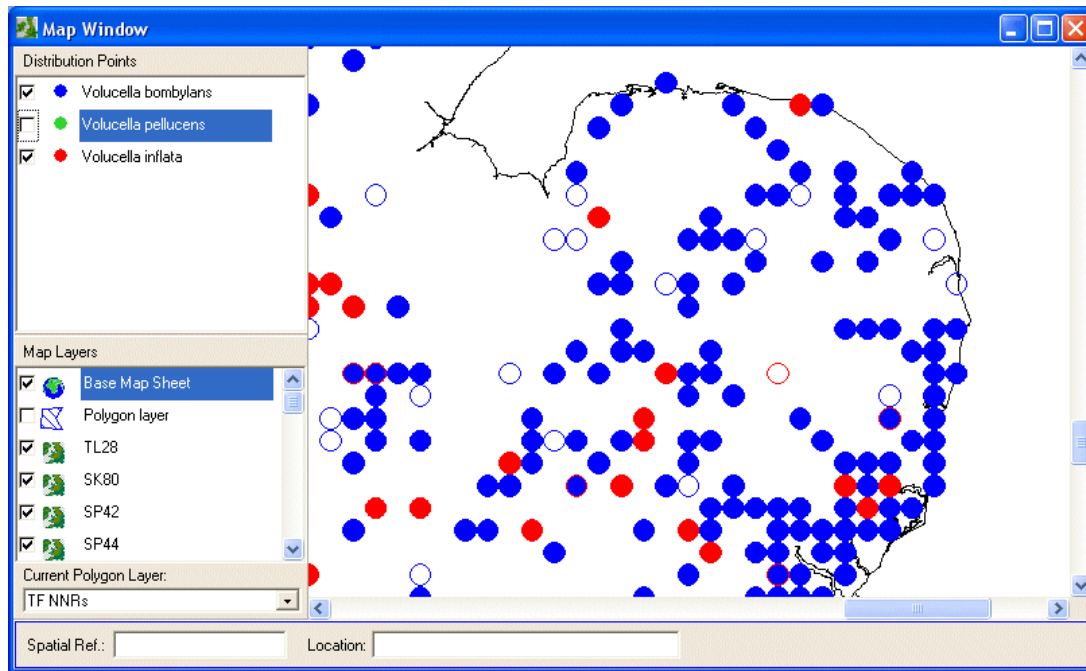 Map Window
Distribution Points
Volucella bombylans
Volucella pellucens
Volucella inflata
Map Layers
Base Map Sheet
Polygon layer
TL28
SK80
SP42
SP44
Current Polygon Layer:
TF NNRs
Spatial Ref.:
Location: